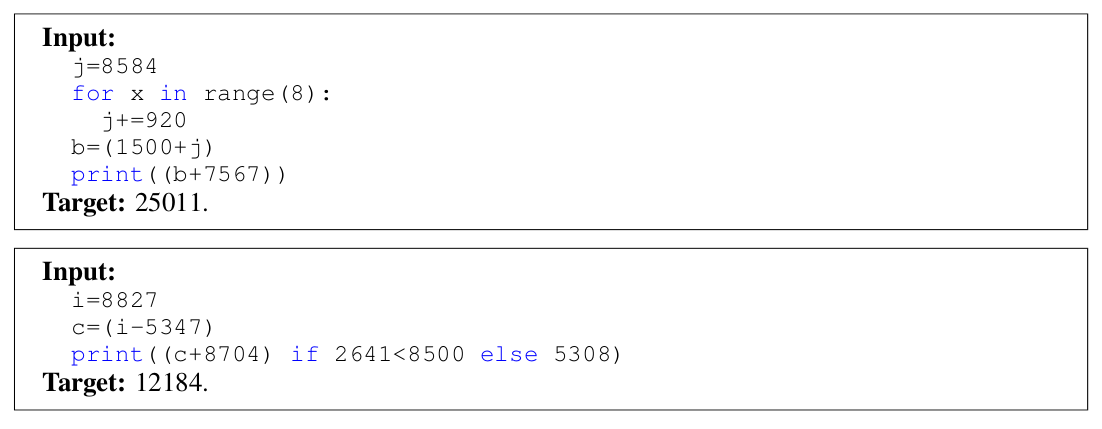 Input:
j=8584
for x in range(8):
j+=920
b=(1500+j)
print((b+7567))
Target: 25011.
Input:
i=8827
c=(i-5347)
print((c+8704) if 2641<8500 else 5308)
Target: 12184.